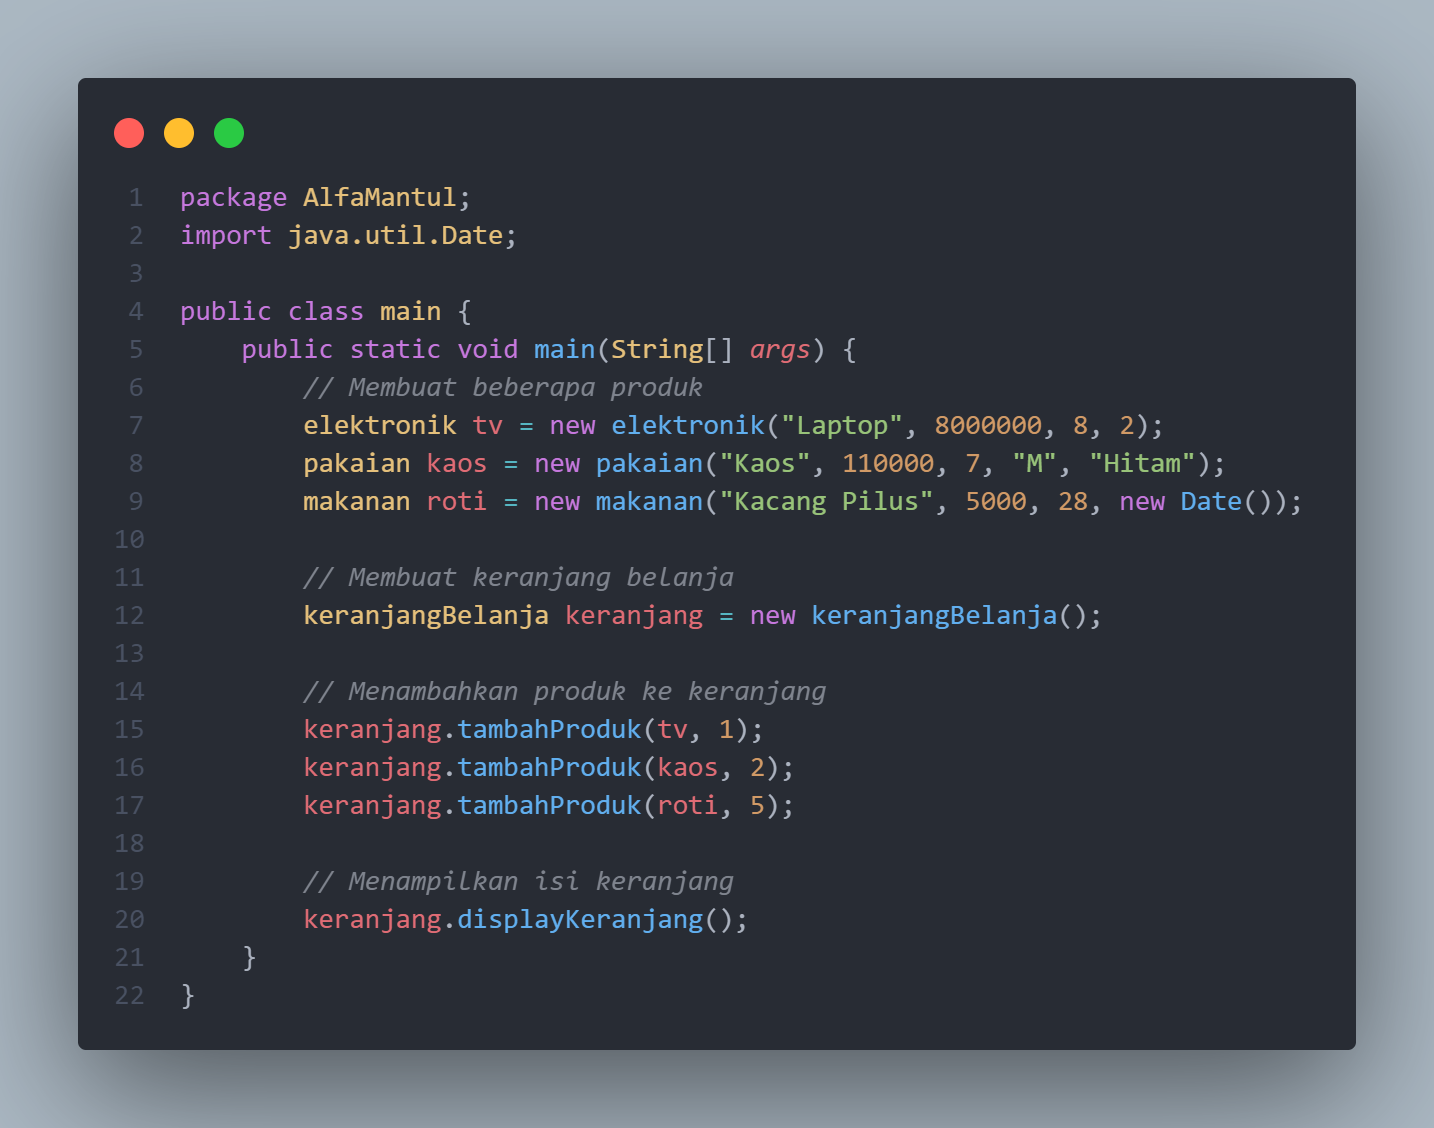 1 package AlfaMantul;
2 import java.util.Date;
3
4 public class main {
5     public static void main(String[] args) {
6         // Membuat beberapa produk
7         elektronik tv = new elektronik("Laptop", 8000000, 8, 2);
8         pakaian kaos = new pakaian("Kaos", 110000, 7, "M", "Hitam");
9         makanan roti = new makanan("Kacang Pilus", 5000, 28, new Date());
10
11         // Membuat keranjang belanja
12         keranjangBelanja keranjang = new keranjangBelanja();
13
14         // Menambahkan produk ke keranjang
15         keranjang.tambahProduk(tv, 1);
16         keranjang.tambahProduk(kaos, 2);
17         keranjang.tambahProduk(roti, 5);
18
19         // Menampilkan isi keranjang
20         keranjang.displayKeranjang();
21     }
22 }